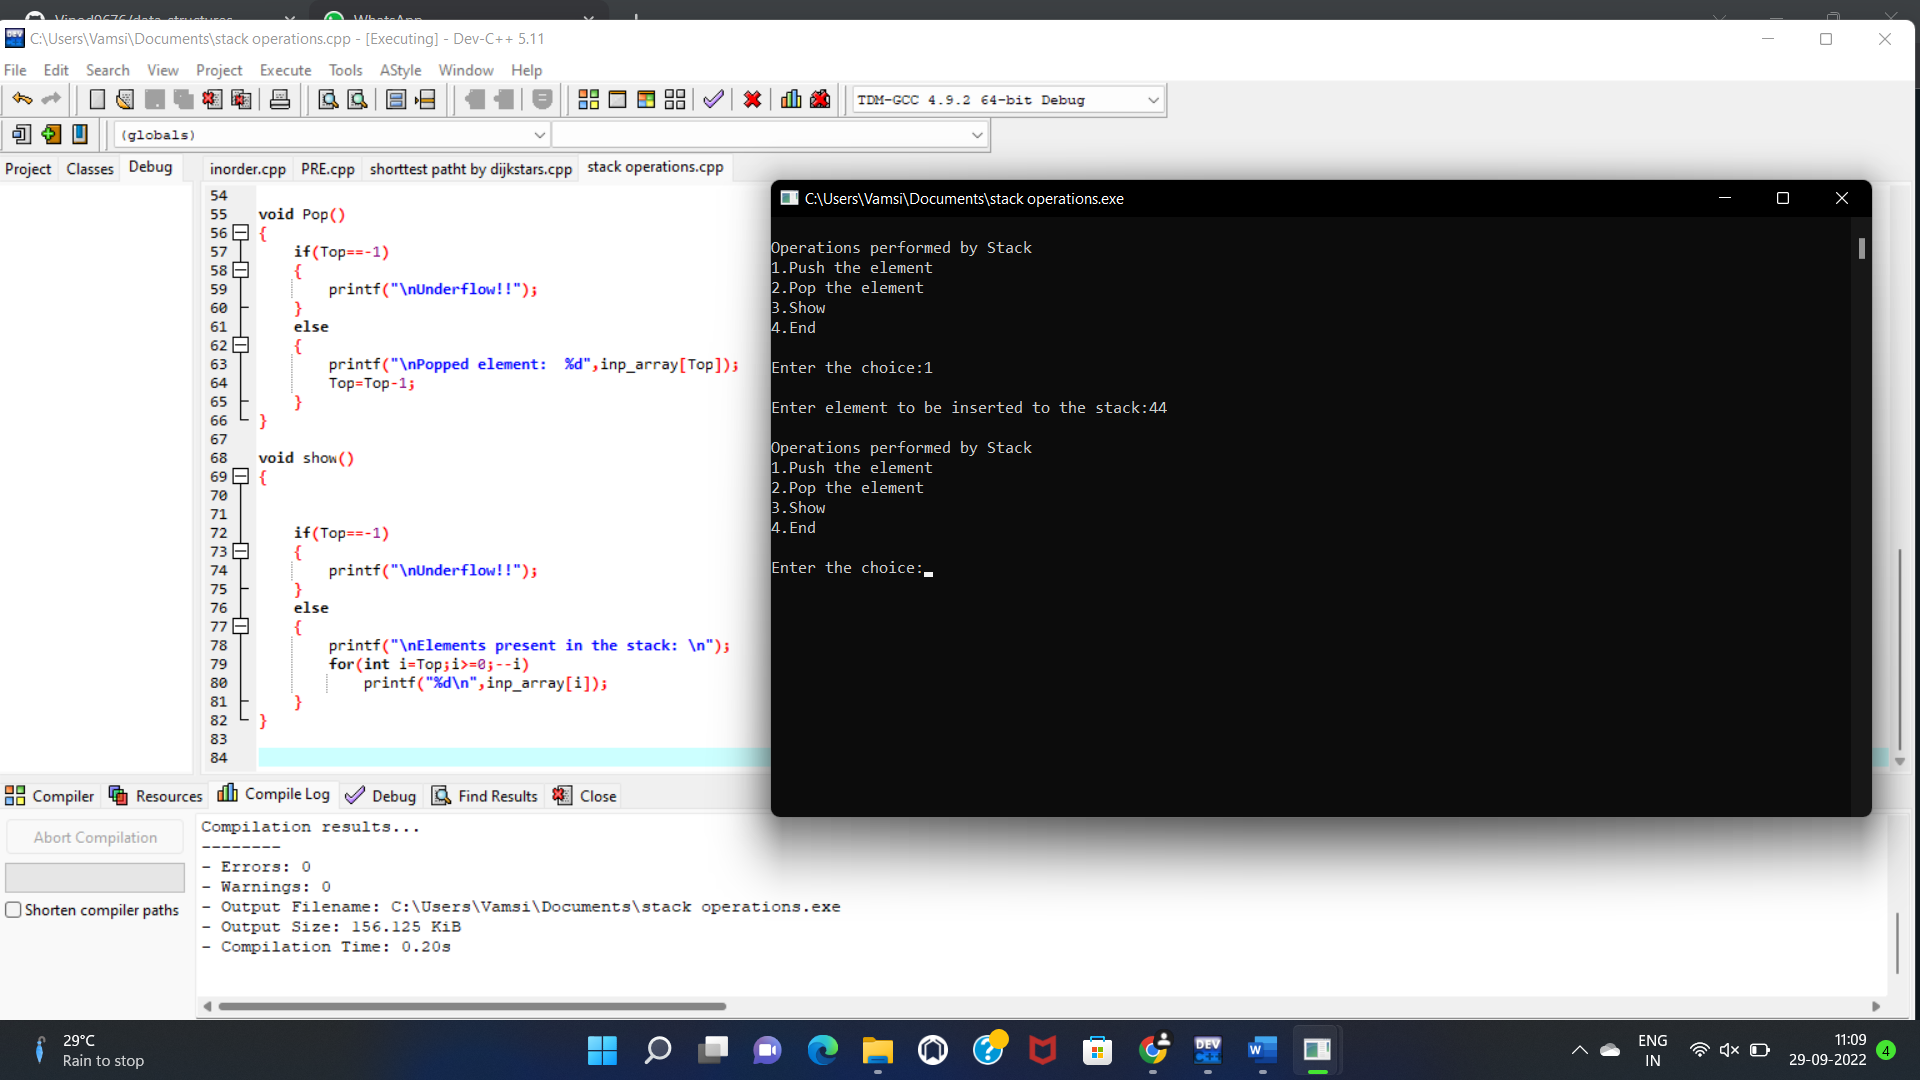 Vinod9676/data-structures
WhatsApp
C:\Users\Vamsi\Documents\stack operations.cpp - [Executing] - Dev-C++ 5.11
File Edit Search View Project Execute Tools AStyle Window Help
TDM-GCC 4.9.2 64-bit Debug
(globals)
Project Classes Debug
inorder.cpp PRE.cpp shorttest patht by dijkstars.cpp stack operations.cpp
54
55 void Pop()
56 {
57 if(Top==-1)
58 {
59 printf("\nUnderflow!!");
60 }
61 else
62 {
63 printf("\nPopped element:  %d",inp_array[Top]);
64 Top=Top-1;
65 }
66 }
67
68 void show()
69 {
70
71
72 if(Top==-1)
73 {
74 printf("\nUnderflow!!");
75 }
76 else
77 {
78 printf("\nElements present in the stack: \n");
79 for(int i=Top;i>=0;--i)
80 printf("%d\n",inp_array[i]);
81 }
82 }
83
84
C:\Users\Vamsi\Documents\stack operations.exe
Operations performed by Stack
1.Push the element
2.Pop the element
3.Show
4.End
Enter the choice:1
Enter element to be inserted to the stack:44
Operations performed by Stack
1.Push the element
2.Pop the element
3.Show
4.End
Enter the choice:
Compiler Resources Compile Log Debug Find Results Close
Abort Compilation
Shorten compiler paths
Compilation results...
--------
- Errors: 0
- Warnings: 0
- Output Filename: C:\Users\Vamsi\Documents\stack operations.exe
- Output Size: 156.125 KiB
- Compilation Time: 0.20s
29°C
Rain to stop
DEV
C++
W
ENG
IN
11:09
29-09-2022
4